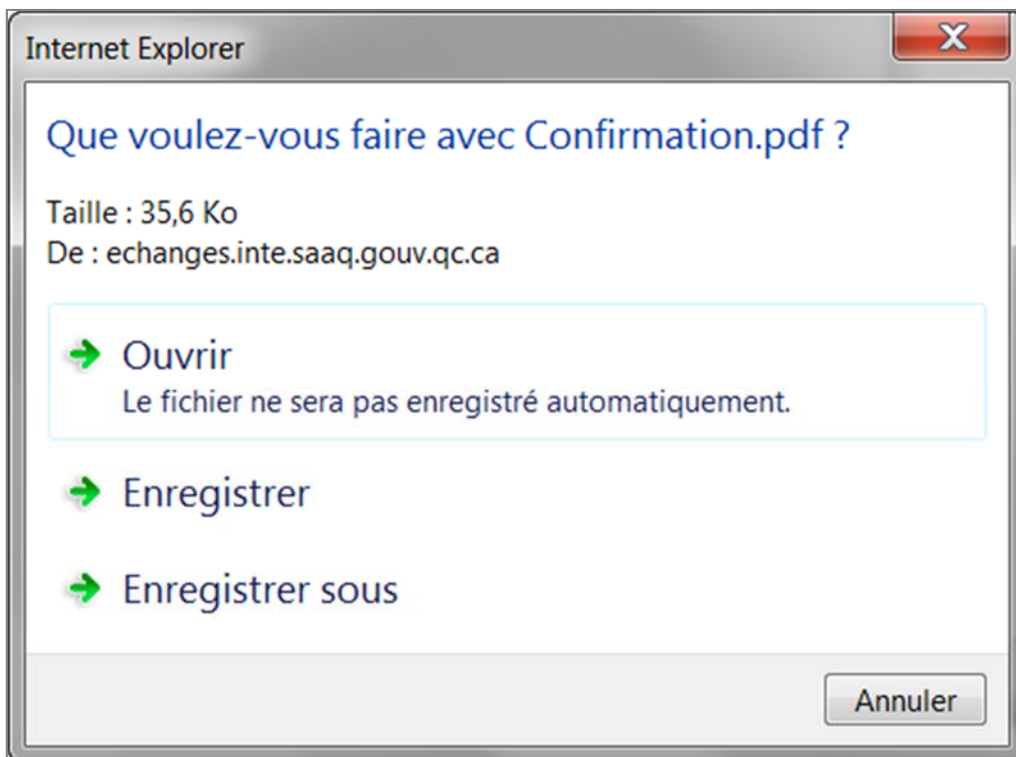 Internet Explorer
X
Que voulez-vous faire avec Confirmation.pdf ?
Taille : 35,6 Ko
De : echanges.inte.saaq.gouv.qc.ca
Ouvrir
Le fichier ne sera pas enregistré automatiquement.
Enregistrer
Enregistrer sous
Annuler